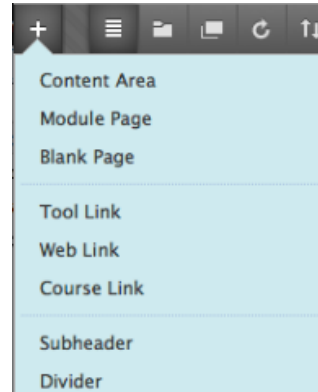 Content Area
Module Page
Blank Page
Tool Link
Web Link
Course Link
Subheader
Divider